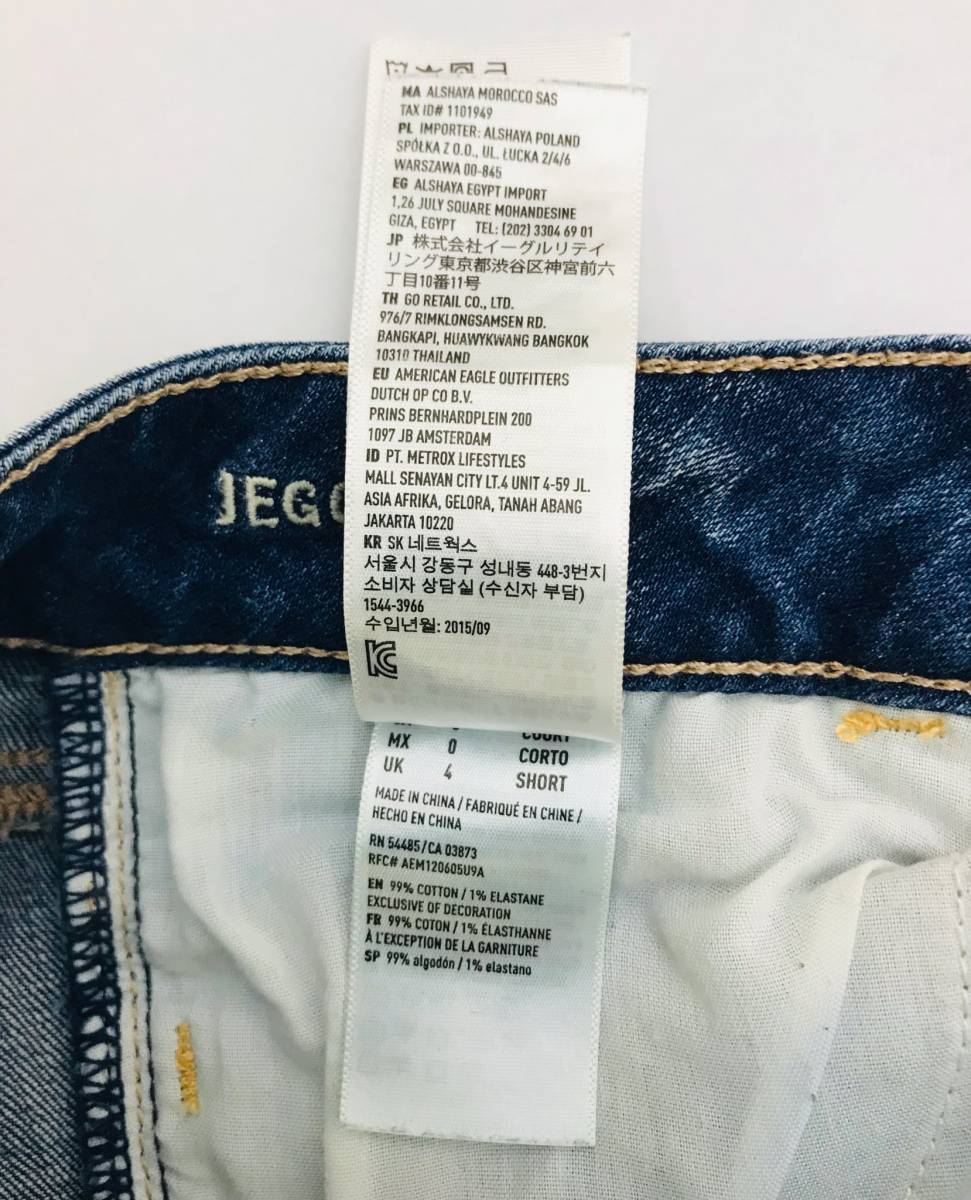 MA ALSHAYA MOROCCO SAS
TAX ID# 1101949
PL IMPORTER: ALSHAYA POLAND
SPÓŁKA Z O.O., UL. ŁUCKA 2/4/6
WARSZAWA 00-845
EG ALSHAYA EGYPT IMPORT
1,26 JULY SQUARE MOHANDESINE
GIZA, EGYPT TEL: (202) 3304 69 01
JP 株式会社イーグルリテイ
リング東京都渋谷区神宮前六
丁目10番11号
TH GO RETAIL CO., LTD.
976/7 RIMKLONGSAMSEN RD.
BANGKAPI, HUAWYKWANG BANGKOK
10310 THAILAND
EU AMERICAN EAGLE OUTFITTERS
DUTCH OP CO B.V.
PRINS BERNHARDPLEIN 200
1097 JB AMSTERDAM
ID PT. METROX LIFESTYLES
MALL SENAYAN CITY LT.4 UNIT 4-59 JL.
ASIA AFRIKA, GELORA, TANAH ABANG
JAKARTA 10220
KR SK 네트웍스
서울시 강동구 성내동 448-3번지
소비자 상담실 (수신자 부담)
1544-3966
수입년월: 2015/09
JEGG
COURT
MX 0 CORTO
UK 4 SHORT
MADE IN CHINA / FABRIQUÉ EN CHINE /
HECHO EN CHINA
RN 54485/CA 03873
RFC# AEM120605U9A
EN 99% COTTON / 1% ELASTANE
EXCLUSIVE OF DECORATION
FR 99% COTON / 1% ÉLASTHANNE
À L'EXCEPTION DE LA GARNITURE
SP 99% algodón / 1% elastano